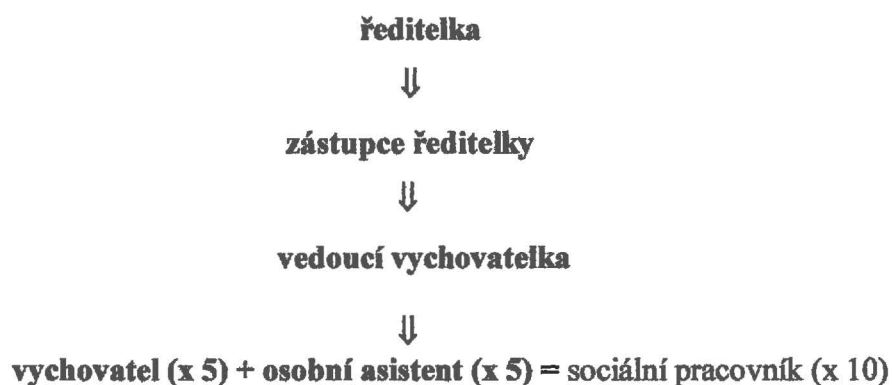 ředitelka
⇓
zástupce ředitelky
⇓
vedoucí vychovatelka
⇓
vychovatel (x 5) + osobní asistent (x 5) = sociální pracovník (x 10)